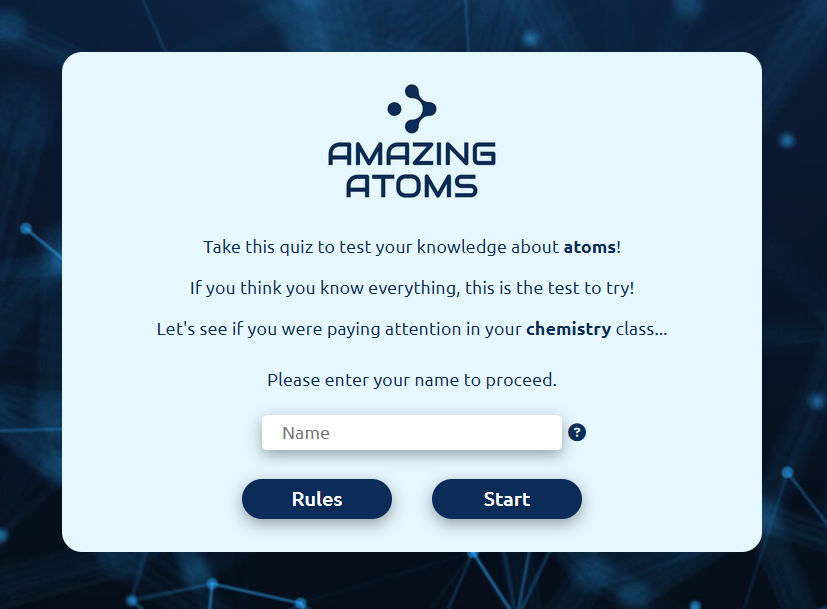 AMAZING
ATOMS
Take this quiz to test your knowledge about atoms!
If you think you know everything, this is the test to try!
Let's see if you were paying attention in your chemistry class...
Please enter your name to proceed.
Name ?
Rules Start